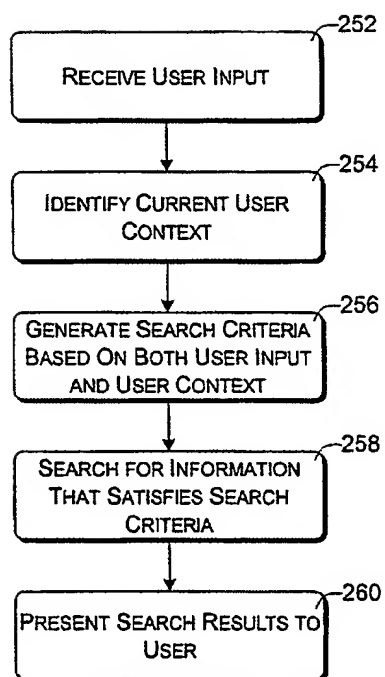 252
RECEIVE USER INPUT
254
IDENTIFY CURRENT USER
CONTEXT
256
GENERATE SEARCH CRITERIA
BASED ON BOTH USER INPUT
AND USER CONTEXT
258
SEARCH FOR INFORMATION
THAT SATISFIES SEARCH
CRITERIA
260
PRESENT SEARCH RESULTS TO
USER